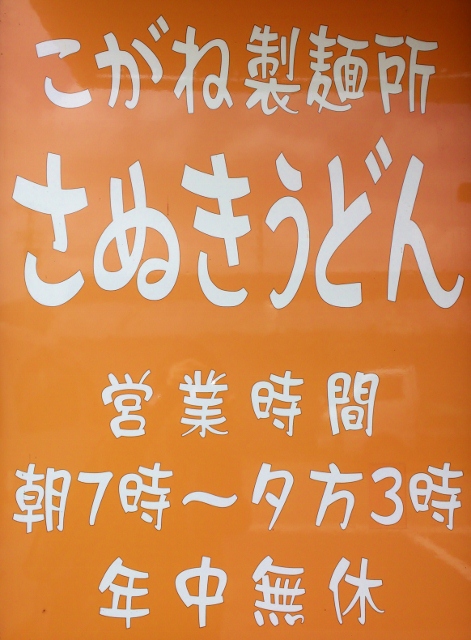 こがね製麺所
さぬきうどん
営業時間
朝7時～夕方3時
年中無休